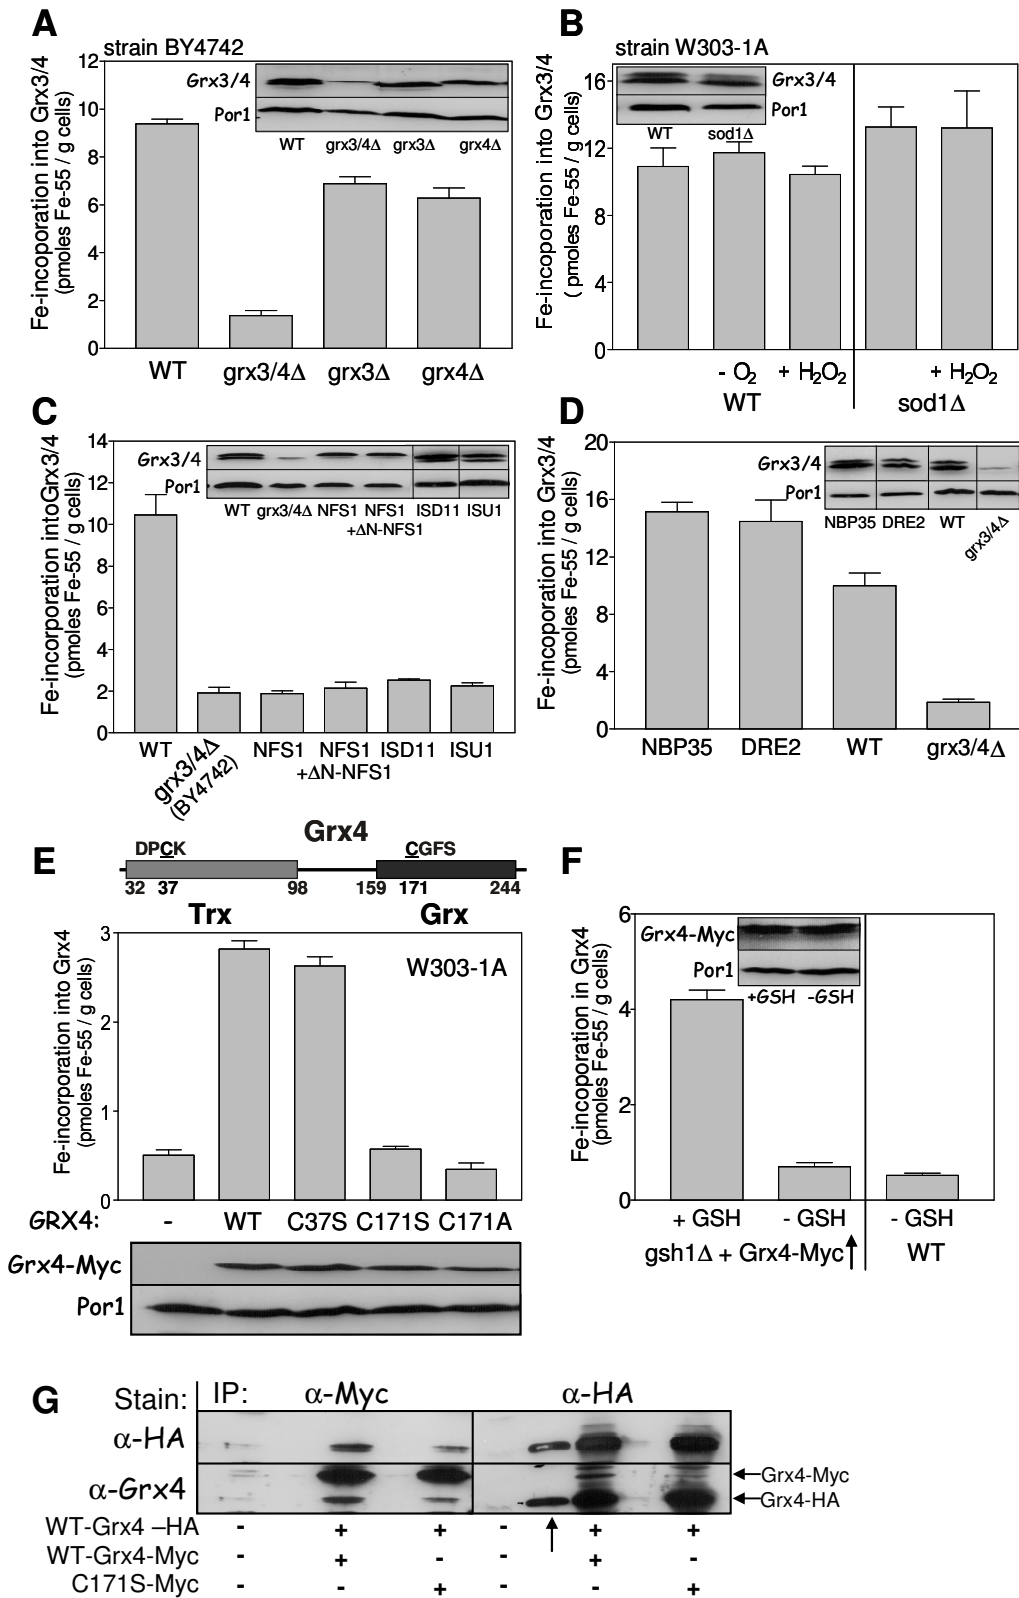 A
strain BY4742
Fe-incoporation into Grx3/4
(pmoles Fe-55 / g cells)
12
10
8
6
4
2
0
Grx3/4
Por1
WT grx3/4Δ grx3Δ grx4Δ
WT grx3/4Δ grx3Δ grx4Δ
B
strain W303-1A
Fe-incoporation into Grx3/4
( pmoles Fe-55 / g cells)
16
12
8
4
0
Grx3/4
Por1
WT sod1Δ
- O2 + H2O2 + H2O2
WT sod1Δ
C
Fe-incorporation intoGrx3/4
(pmoles Fe-55 / g cells)
14
12
10
8
6
4
2
0
Grx3/4
Por1
WT grx3/4Δ NFS1 NFS1 ISD11 ISU1
+ΔN-NFS1
WT grx3/4Δ NFS1 NFS1 ISD11 ISU1
(BY4742) +ΔN-NFS1
D
Fe-incoporation into Grx3/4
(pmoles Fe-55 / g cells)
20
16
12
8
4
0
Grx3/4
Por1
NBP35 DRE2 WT grx3/4Δ
NBP35 DRE2 WT grx3/4Δ
E
Grx4
DPCK CGFS
32 37 98 159 171 244
Trx Grx
Fe-incorporation into Grx4
(pmoles Fe-55 / g cells)
3
2
1
0
W303-1A
GRX4: - WT C37S C171S C171A
Grx4-Myc
Por1
F
Fe-incoporation in Grx4
(pmoles Fe-55 / g cells)
6
4
2
0
Grx4-Myc
Por1
+GSH -GSH
+ GSH - GSH - GSH
gsh1Δ + Grx4-Myc↑ WT
G
Stain: IP: α-Myc α-HA
α-HA
α-Grx4
←Grx4-Myc
←Grx4-HA
WT-Grx4 –HA - + + - ↑ + +
WT-Grx4-Myc - + - - + -
C171S-Myc - - + - - +